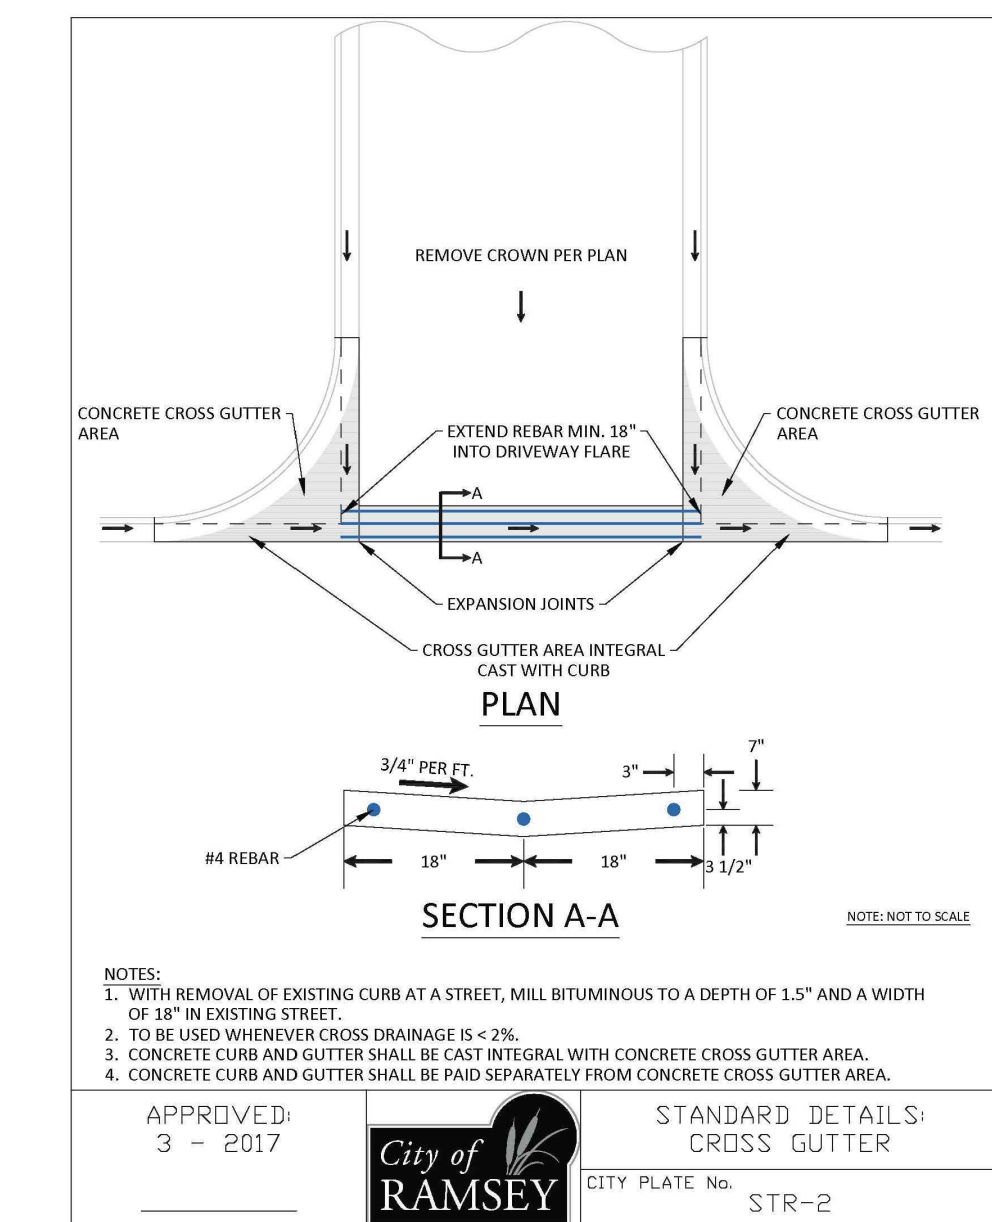 REMOVE CROWN PER PLAN
CONCRETE CROSS GUTTER
AREA
EXTEND REBAR MIN. 18"
INTO DRIVEWAY FLARE
CONCRETE CROSS GUTTER
AREA
A
A
EXPANSION JOINTS
CROSS GUTTER AREA INTEGRAL
CAST WITH CURB
PLAN
3/4" PER FT.
3"
7"
#4 REBAR
18"
18"
3 1/2"
SECTION A-A
NOTE: NOT TO SCALE
NOTES:
1. WITH REMOVAL OF EXISTING CURB AT A STREET, MILL BITUMINOUS TO A DEPTH OF 1.5" AND A WIDTH
OF 18" IN EXISTING STREET.
2. TO BE USED WHENEVER CROSS DRAINAGE IS < 2%.
3. CONCRETE CURB AND GUTTER SHALL BE CAST INTEGRAL WITH CONCRETE CROSS GUTTER AREA.
4. CONCRETE CURB AND GUTTER SHALL BE PAID SEPARATELY FROM CONCRETE CROSS GUTTER AREA.
APPROVED:
3 - 2017
City of
RAMSEY
STANDARD DETAILS:
CROSS GUTTER
CITY PLATE No.
STR-2